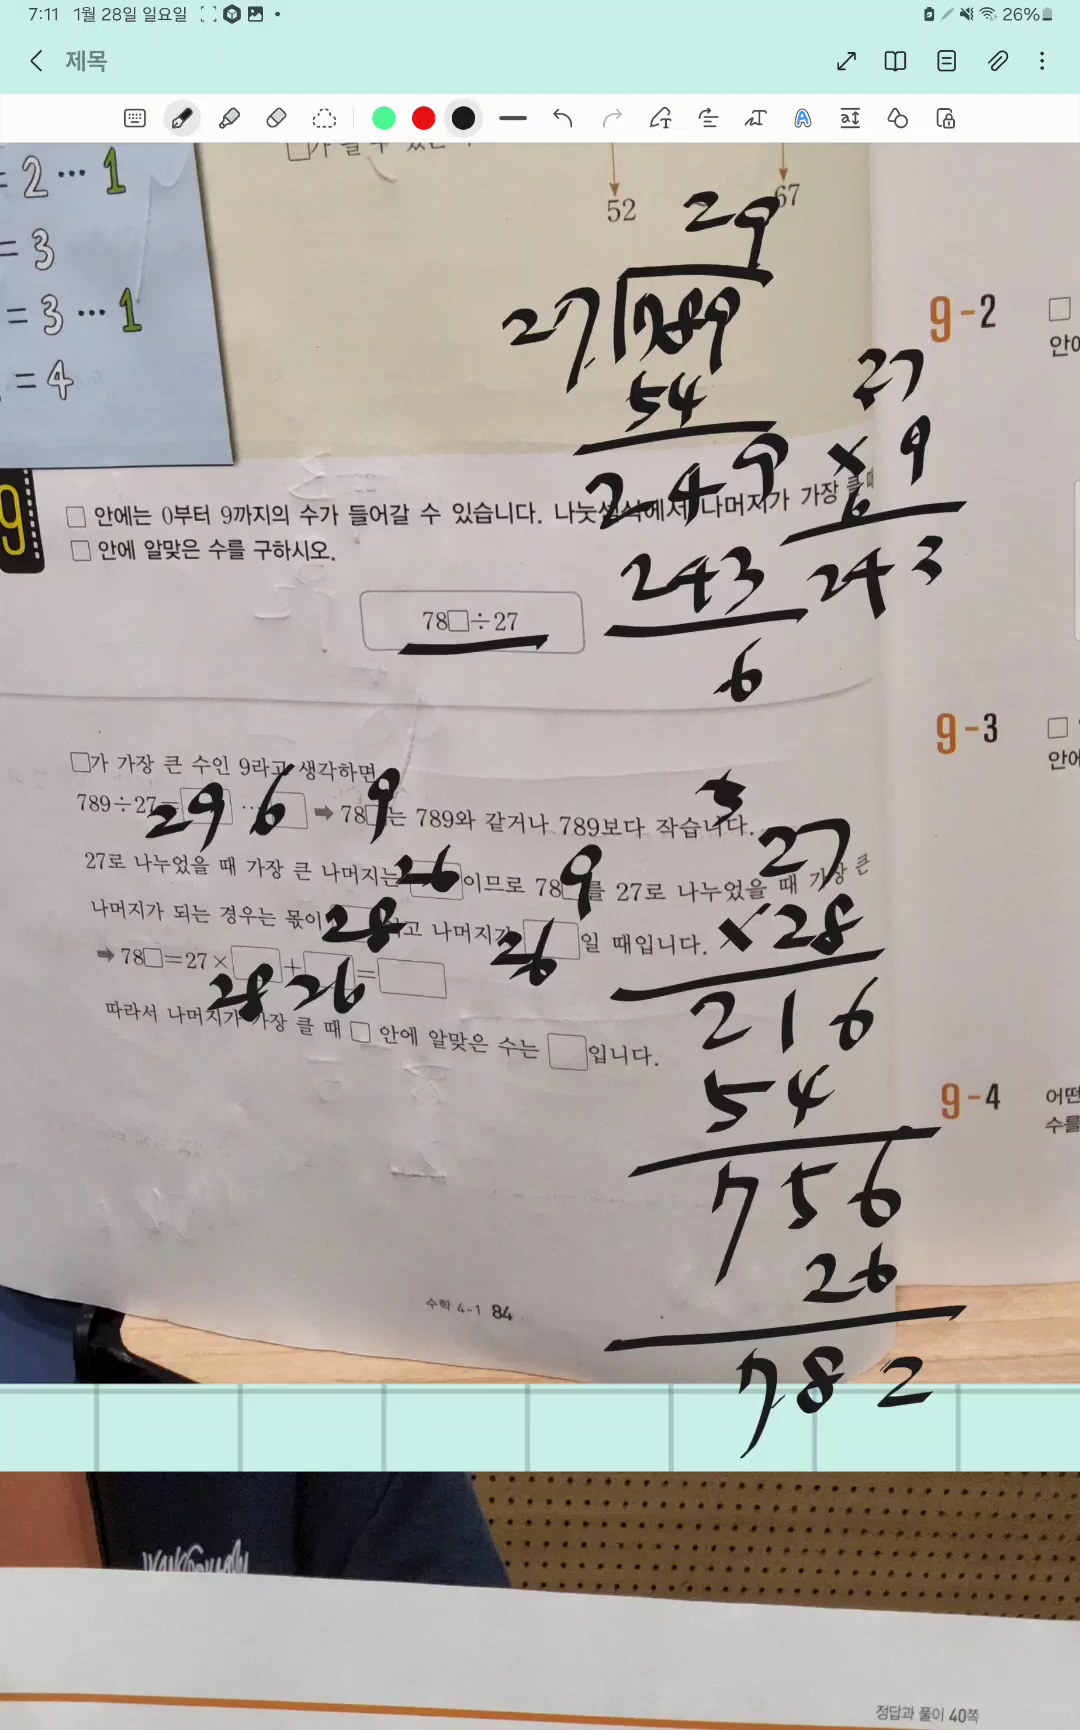 7:11 1월 28일 일요일 26%
제목
= 2 ··· 1
= 3
= 3 ··· 1
= 4
52 67
29
27 789
54
249
243
6
27
× 9
6
243
9
□ 안에는 0부터 9까지의 수가 들어갈 수 있습니다. 나눗셈식에서 나머지가 가장 클 때
□ 안에 알맞은 수를 구하시오.
78□÷27
□가 가장 큰 수인 9라고 생각하면
789÷27=29 ··· 6 ➡ 78 9는 789와 같거나 789보다 작습니다.
27로 나누었을 때 가장 큰 나머지는 26이므로 78 9를 27로 나누었을 때 가장 큰
나머지가 되는 경우는 몫이 28이고 나머지가 26일 때입니다.
➡ 78□=27×28+26=□
따라서 나머지가 가장 클 때 □ 안에 알맞은 수는 □입니다.
27
×28
216
54
756
26
782
9-2
□
안에
9-3
□
안에
9-4
어떤
수를
수학 4-1 84
정답과 풀이 40쪽